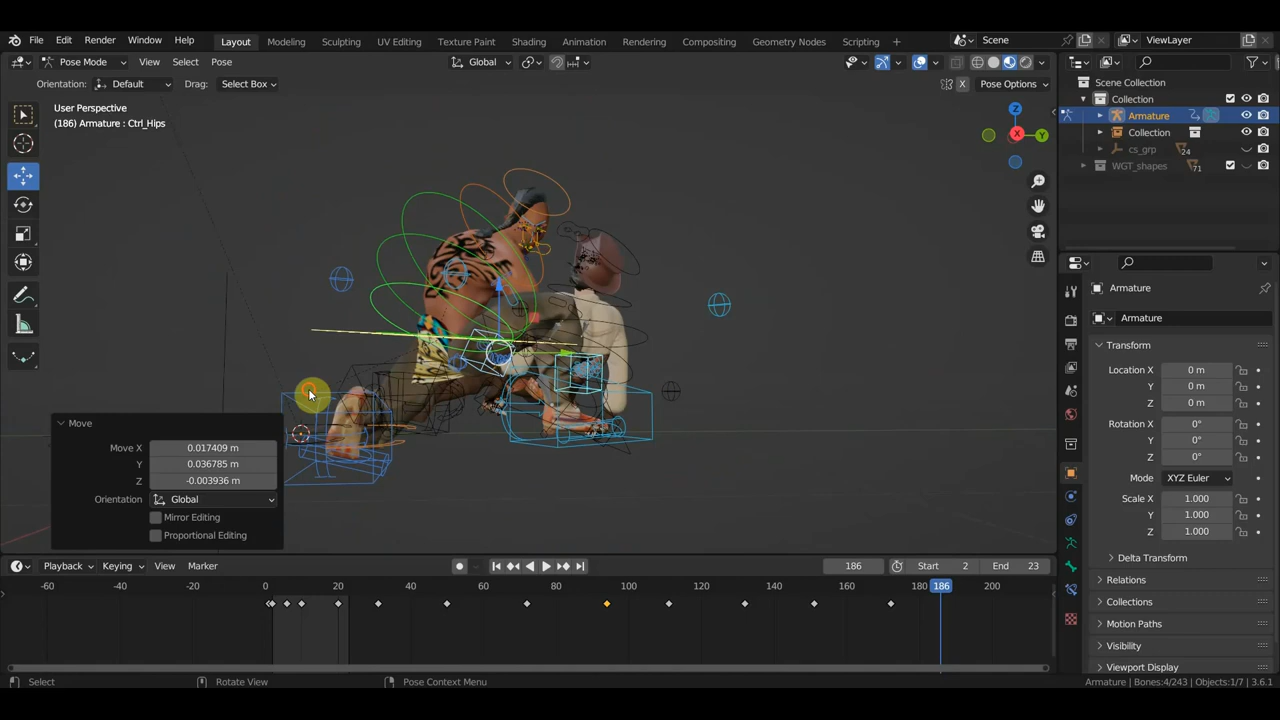 File Edit Render Window Help Layout Modeling Sculpting UV Editing Texture Paint Shading Animation Rendering Compositing Geometry Nodes Scripting + Scene ViewLayer
Pose Mode View Select Pose Global
Orientation: Default Drag: Select Box X Pose Options
Scene Collection
Collection
Armature
Collection
cs_grp 24
WGT_shapes 71
User Perspective
(186) Armature : Ctrl_Hips
Z
X
Y
Armature
Armature
Transform
Location X 0 m
Y 0 m
Z 0 m
Rotation X 0°
Y 0°
Z 0°
Mode XYZ Euler
Scale X 1.000
Y 1.000
Z 1.000
Delta Transform
Relations
Collections
Motion Paths
Visibility
Viewport Display
Move
Move X 0.017409 m
Y 0.036785 m
Z -0.003936 m
Orientation Global
Mirror Editing
Proportional Editing
Playback Keying View Marker 186 Start 2 End 23
-60 -40 -20 0 20 40 60 80 100 120 140 160 180 186 200
Select Rotate View Pose Context Menu Armature | Bones:4/243 | Objects:1/7 | 3.6.1